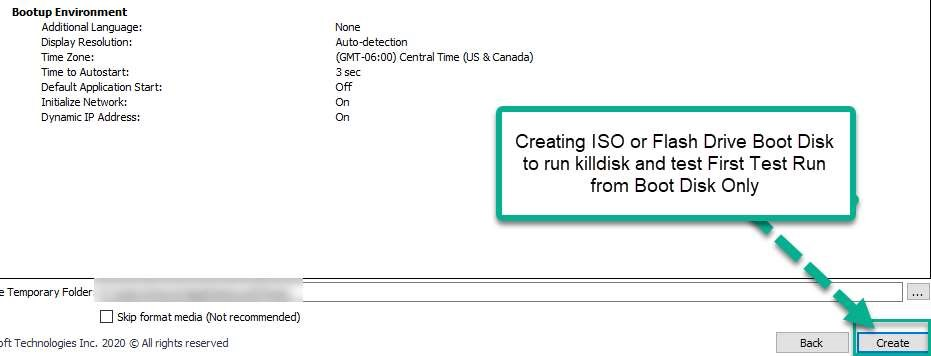 Bootup Environment
Additional Language: None
Display Resolution: Auto-detection
Time Zone: (GMT-06:00) Central Time (US & Canada)
Time to Autostart: 3 sec
Default Application Start: Off
Initialize Network: On
Dynamic IP Address: On
Creating ISO or Flash Drive Boot Disk
to run killdisk and test First Test Run
from Boot Disk Only
e Temporary Folder
...
Skip format media (Not recommended)
oft Technologies Inc. 2020 © All rights reserved
Back
Create